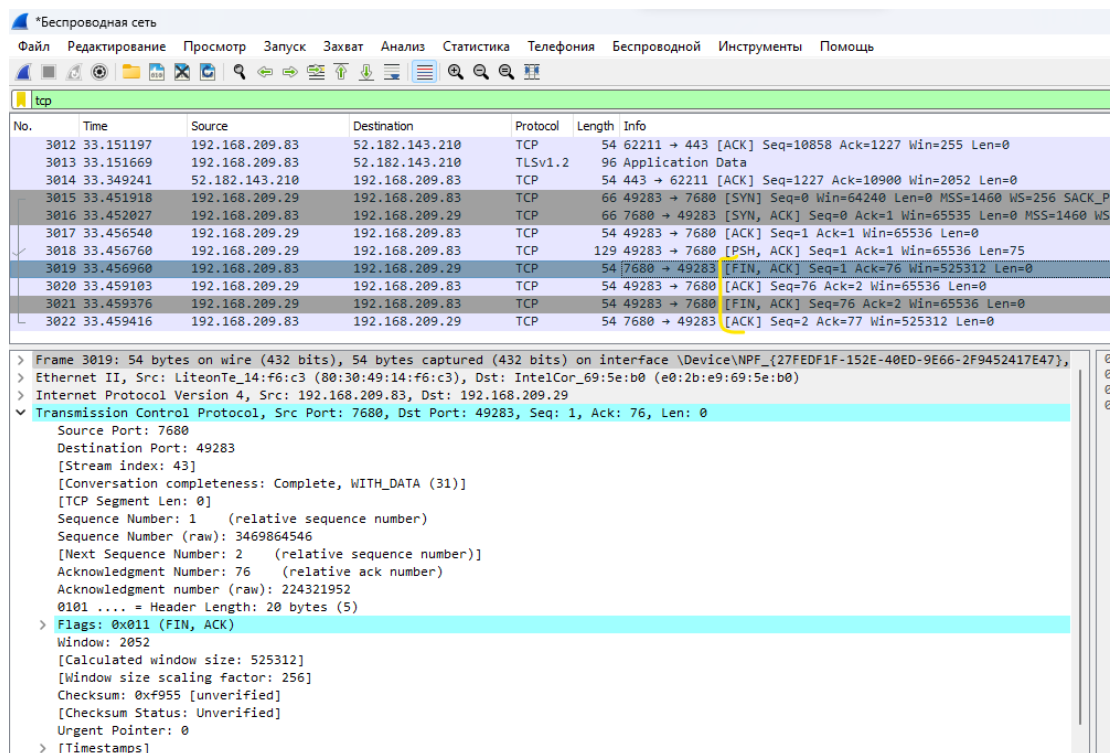 *Беспроводная сеть
Файл Редактирование Просмотр Запуск Захват Анализ Статистика Телефония Беспроводной Инструменты Помощь
tcp
No. Time Source Destination Protocol Length Info
3012 33.151197 192.168.209.83 52.182.143.210 TCP 54 62211 → 443 [ACK] Seq=10858 Ack=1227 Win=255 Len=0
3013 33.151669 192.168.209.83 52.182.143.210 TLSv1.2 96 Application Data
3014 33.349241 52.182.143.210 192.168.209.83 TCP 54 443 → 62211 [ACK] Seq=1227 Ack=10900 Win=2052 Len=0
3015 33.451918 192.168.209.29 192.168.209.83 TCP 66 49283 → 7680 [SYN] Seq=0 Win=64240 Len=0 MSS=1460 WS=256 SACK_P
3016 33.452027 192.168.209.83 192.168.209.29 TCP 66 7680 → 49283 [SYN, ACK] Seq=0 Ack=1 Win=65535 Len=0 MSS=1460 WS
3017 33.456540 192.168.209.29 192.168.209.83 TCP 54 49283 → 7680 [ACK] Seq=1 Ack=1 Win=65536 Len=0
3018 33.456760 192.168.209.29 192.168.209.83 TCP 129 49283 → 7680 [PSH, ACK] Seq=1 Ack=1 Win=65536 Len=75
3019 33.456960 192.168.209.83 192.168.209.29 TCP 54 7680 → 49283 [FIN, ACK] Seq=1 Ack=76 Win=525312 Len=0
3020 33.459103 192.168.209.29 192.168.209.83 TCP 54 49283 → 7680 [ACK] Seq=76 Ack=2 Win=65536 Len=0
3021 33.459376 192.168.209.29 192.168.209.83 TCP 54 49283 → 7680 [FIN, ACK] Seq=76 Ack=2 Win=65536 Len=0
3022 33.459416 192.168.209.83 192.168.209.29 TCP 54 7680 → 49283 [ACK] Seq=2 Ack=77 Win=525312 Len=0
Frame 3019: 54 bytes on wire (432 bits), 54 bytes captured (432 bits) on interface \Device\NPF_{27FEDF1F-152E-40ED-9E66-2F9452417E47},
Ethernet II, Src: LiteonTe_14:f6:c3 (80:30:49:14:f6:c3), Dst: IntelCor_69:5e:b0 (e0:2b:e9:69:5e:b0)
Internet Protocol Version 4, Src: 192.168.209.83, Dst: 192.168.209.29
Transmission Control Protocol, Src Port: 7680, Dst Port: 49283, Seq: 1, Ack: 76, Len: 0
Source Port: 7680
Destination Port: 49283
[Stream index: 43]
[Conversation completeness: Complete, WITH_DATA (31)]
[TCP Segment Len: 0]
Sequence Number: 1 (relative sequence number)
Sequence Number (raw): 3469864546
[Next Sequence Number: 2 (relative sequence number)]
Acknowledgment Number: 76 (relative ack number)
Acknowledgment number (raw): 224321952
0101 .... = Header Length: 20 bytes (5)
Flags: 0x011 (FIN, ACK)
Window: 2052
[Calculated window size: 525312]
[Window size scaling factor: 256]
Checksum: 0xf955 [unverified]
[Checksum Status: Unverified]
Urgent Pointer: 0
[Timestamps]